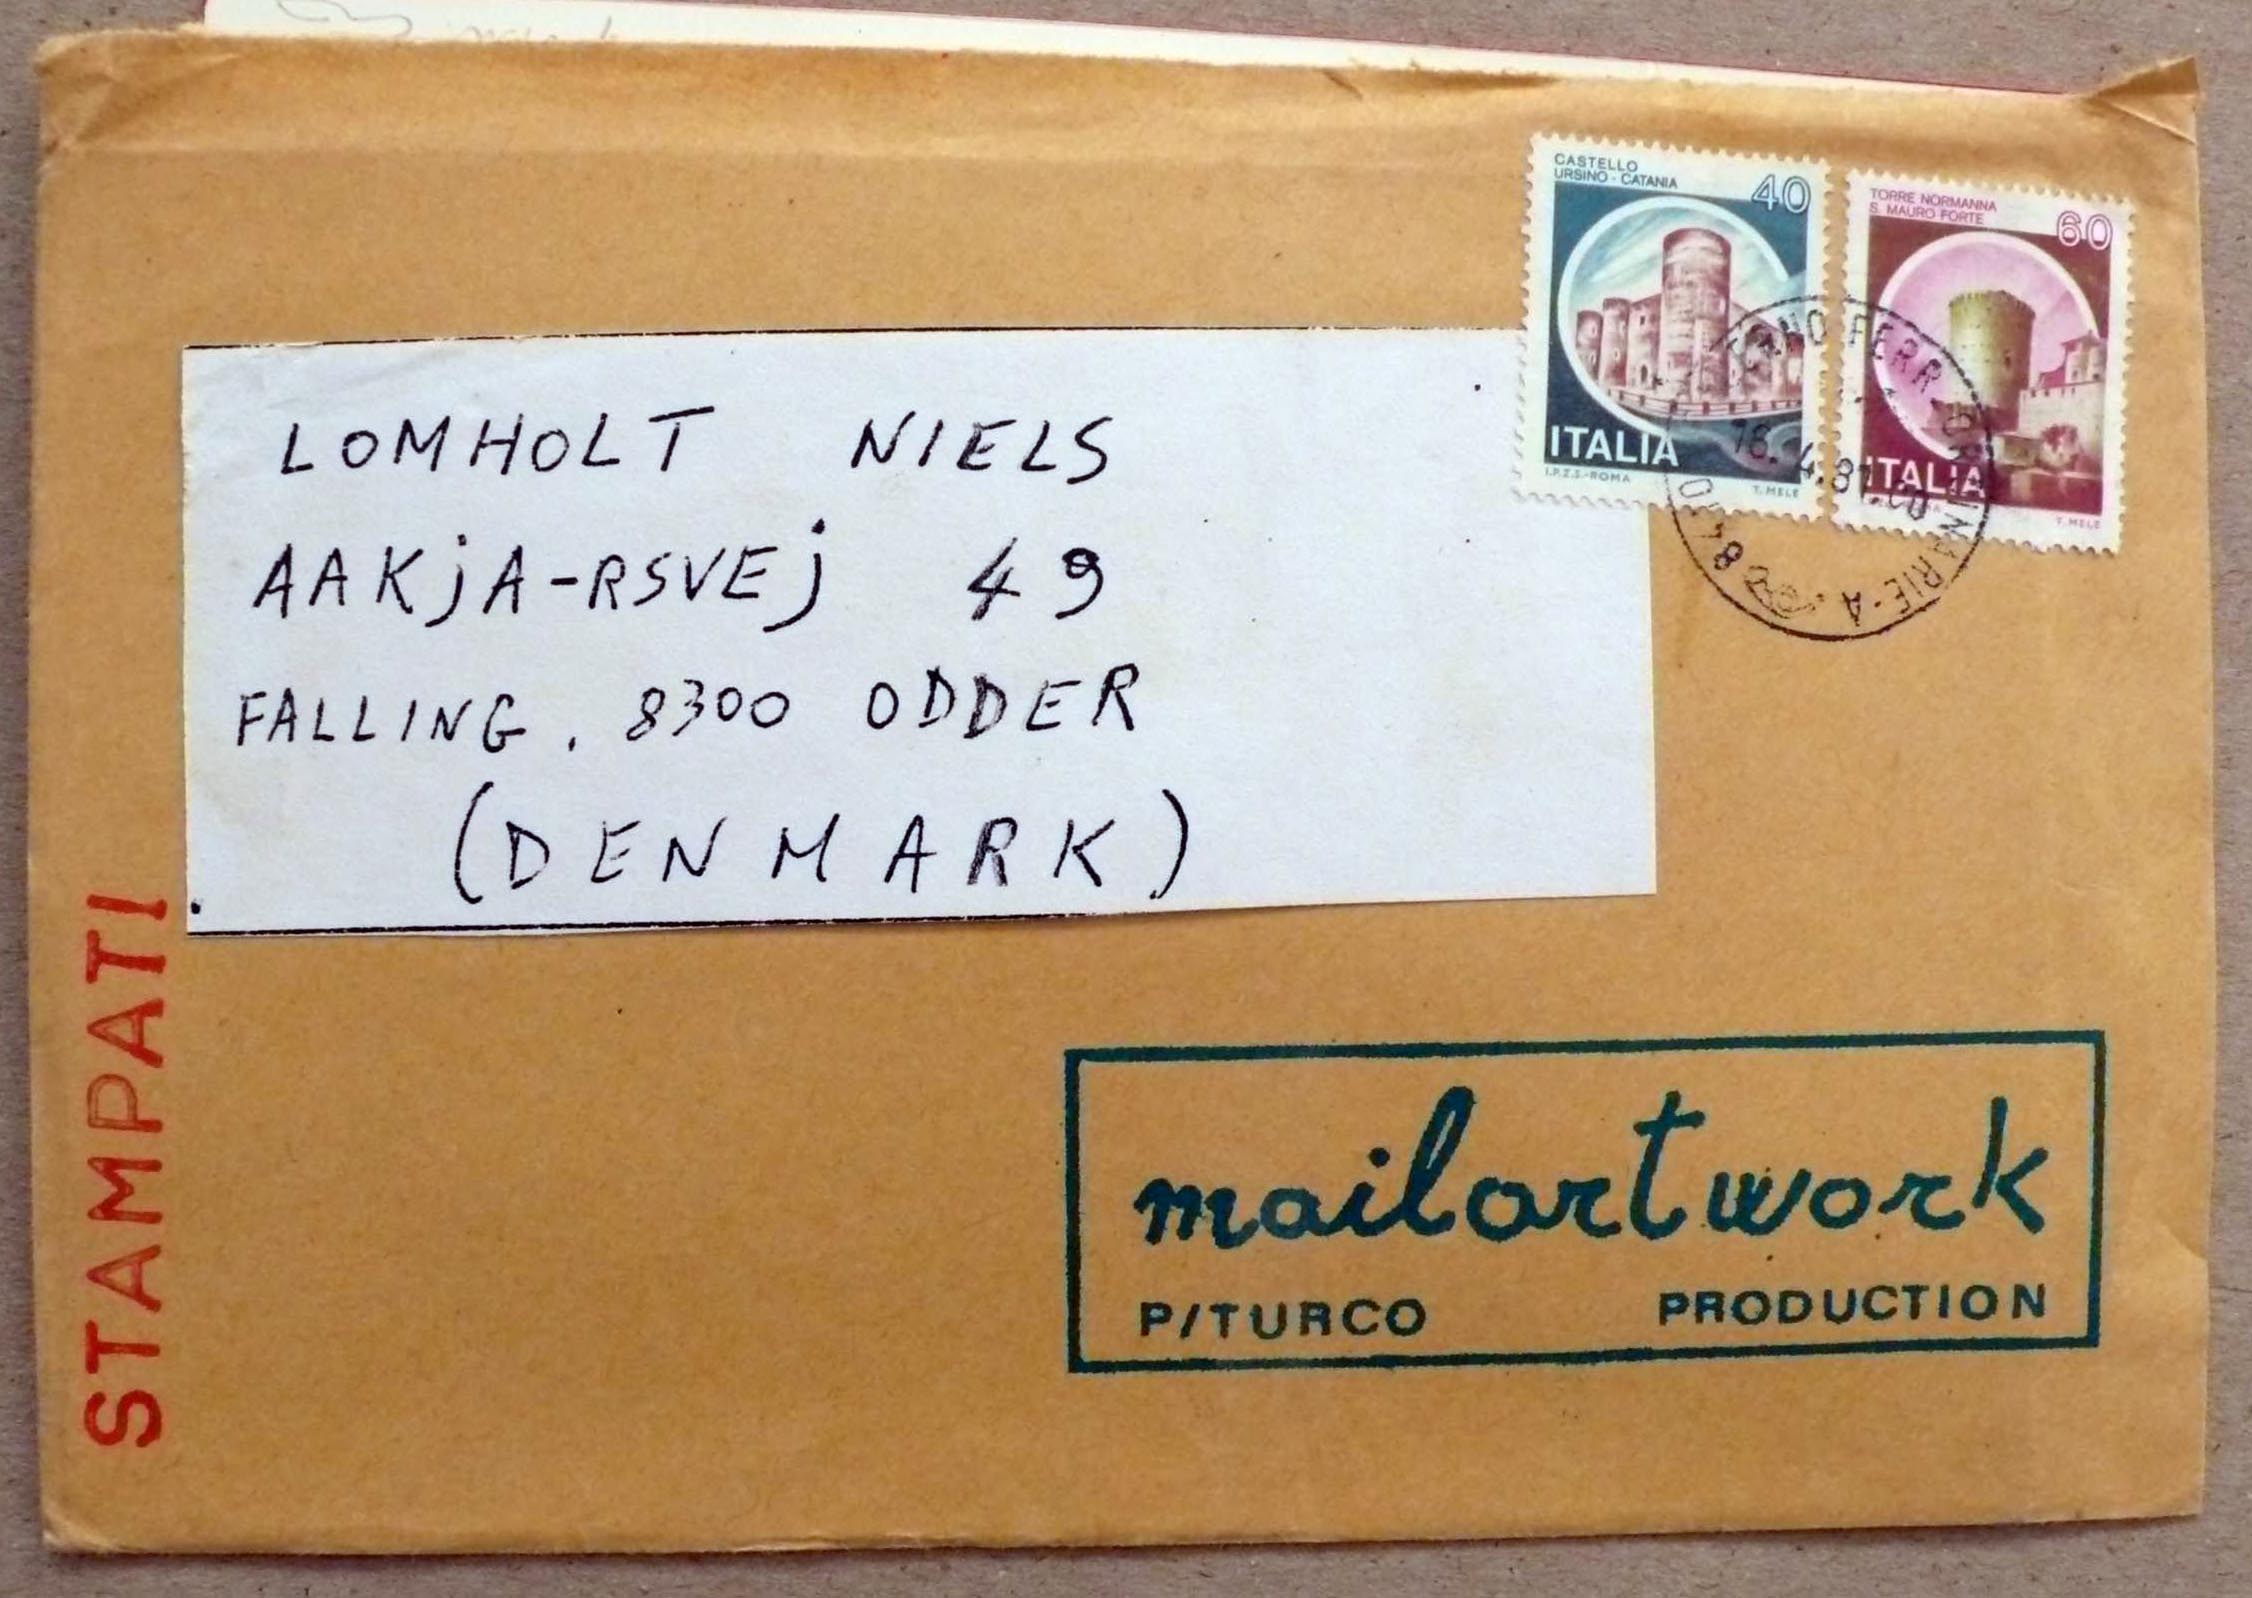 CASTELLO
URSINO - CATANIA
40
ITALIA
I.P.Z.S.-ROMA
T. MELE
TORRE NORMANNA
S. MAURO FORTE
60
ITALIA
T. MELE
FERR.
LOMHOLT NIELS
AAKjA-RSVEj 49
FALLING. 8300 ODDER
(DENMARK)
STAMPATI
mailartwork
P/TURCO PRODUCTION